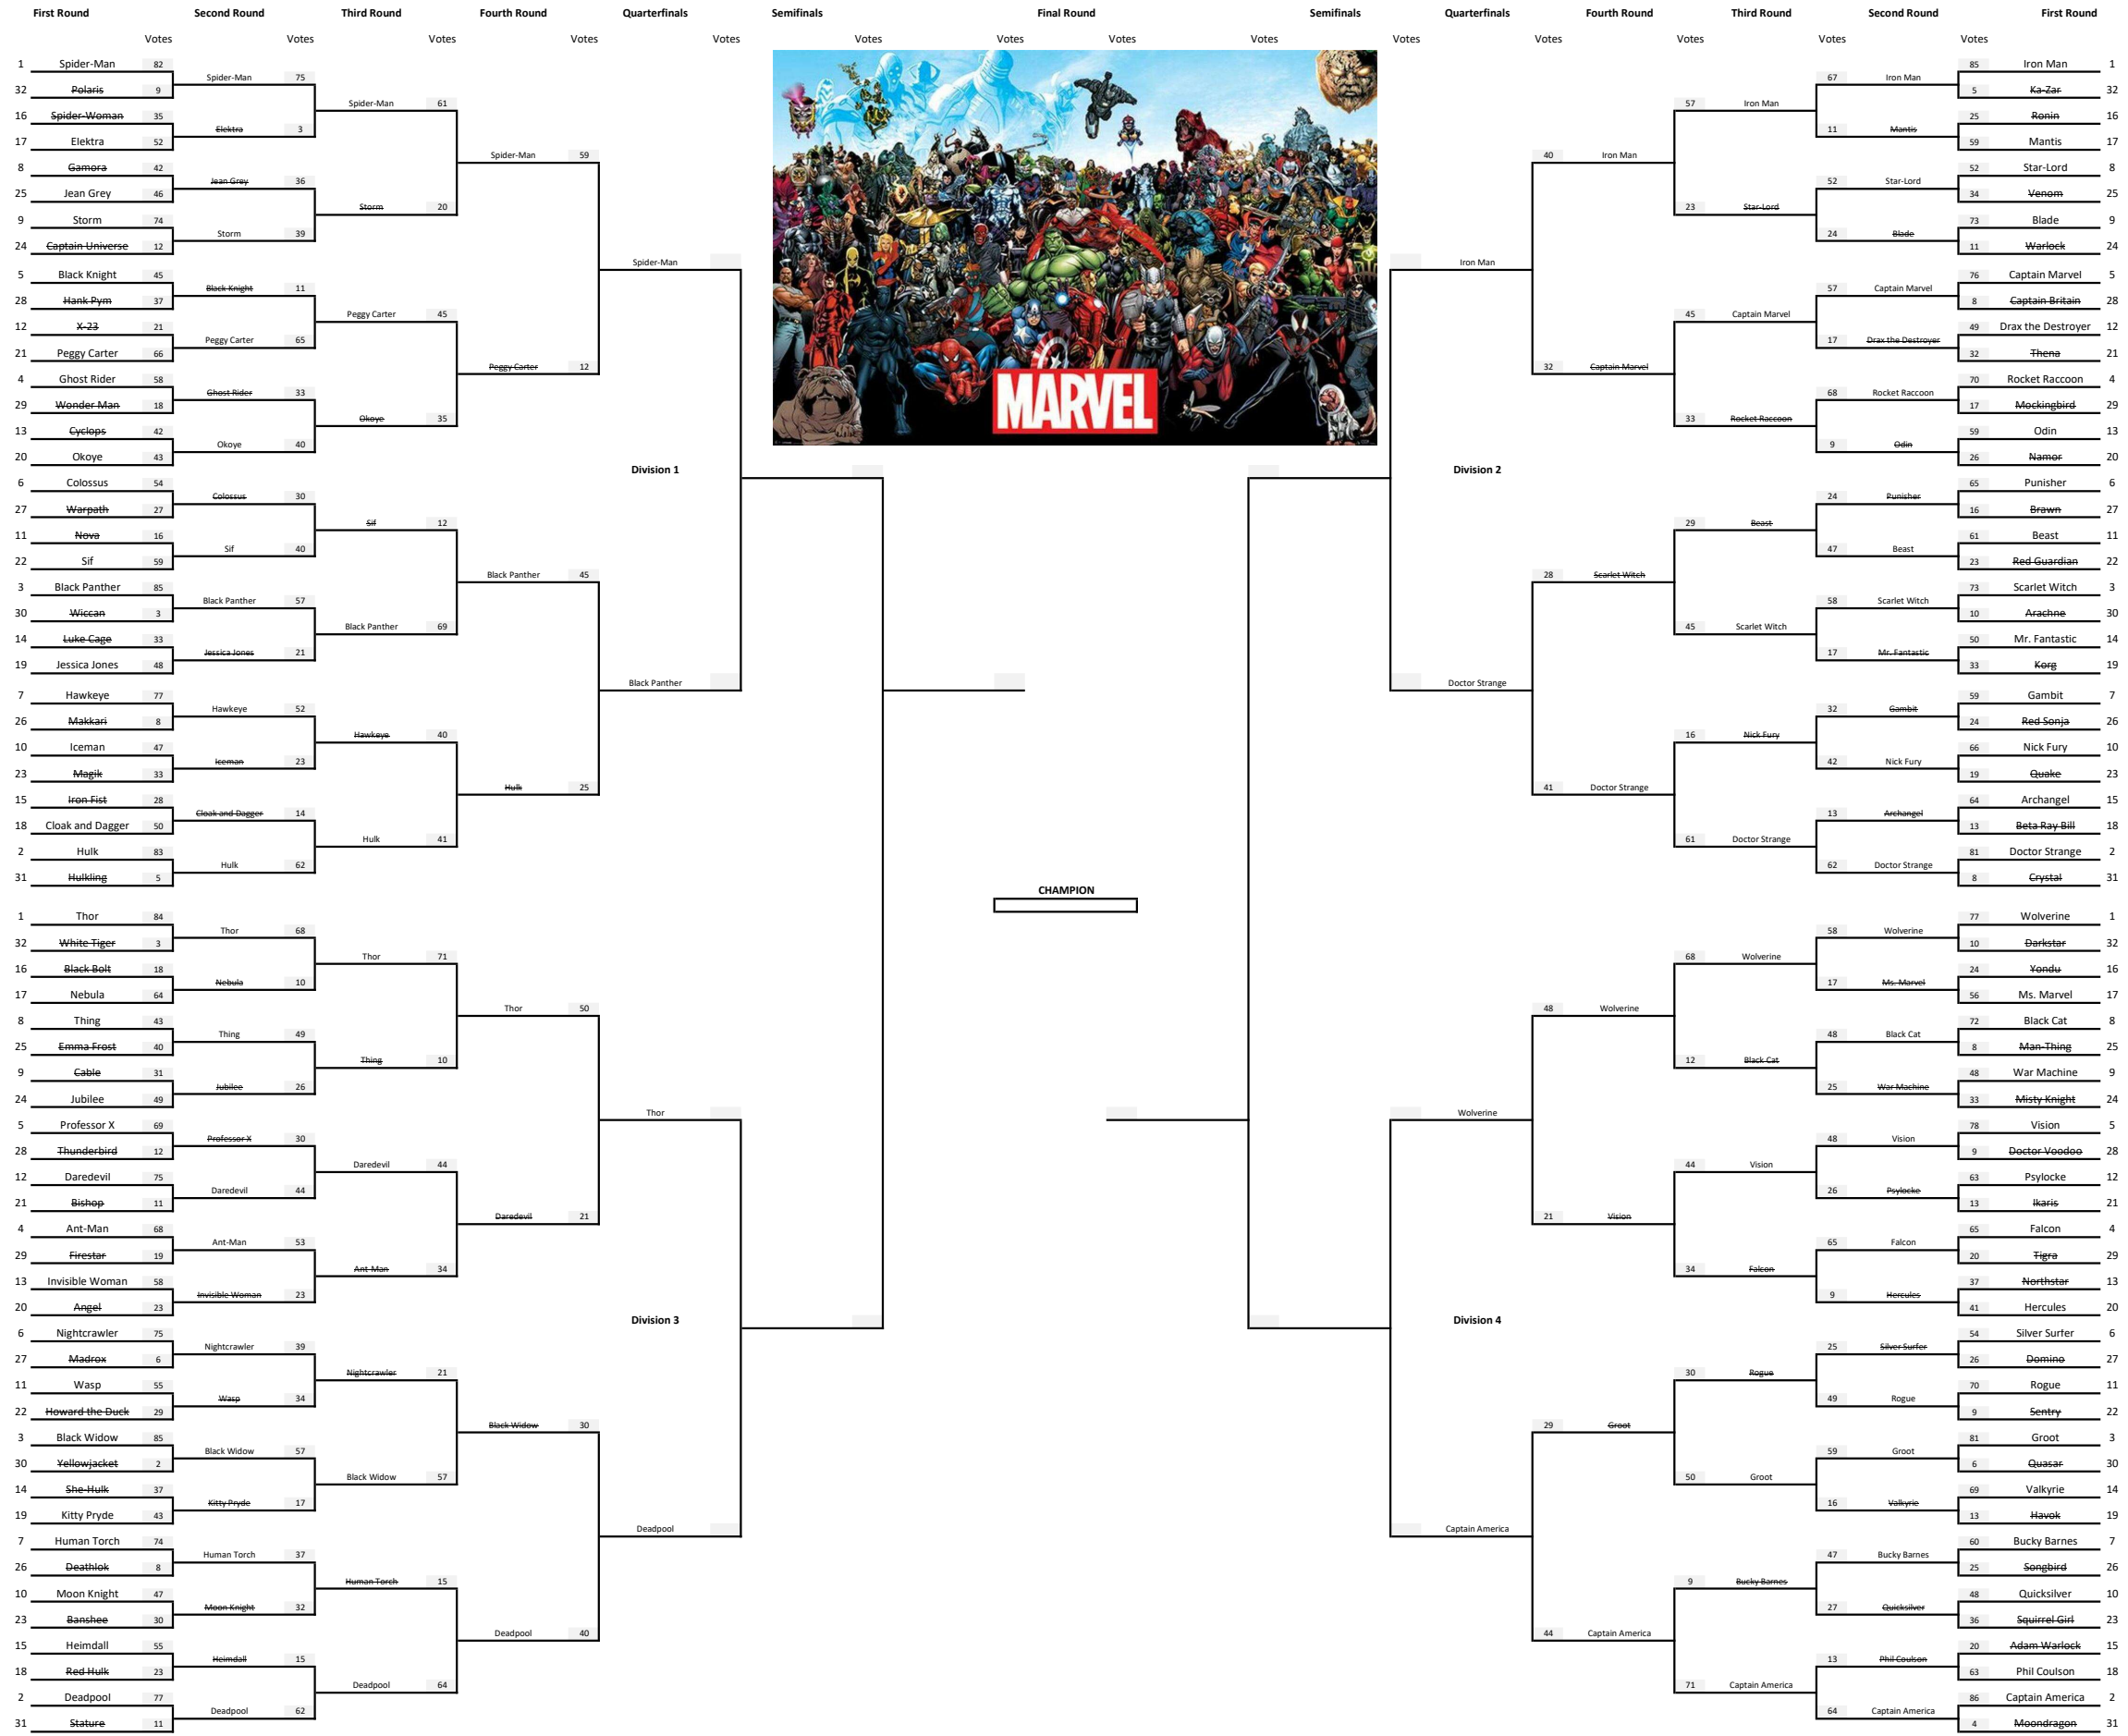 First Round Second Round Third Round Fourth Round Quarterfinals Semifinals Final Round Semifinals Quarterfinals Fourth Round Third Round Second Round First Round
Votes Votes Votes Votes Votes Votes Votes Votes Votes Votes Votes Votes Votes Votes
1 Spider-Man 82
32 Polaris 9
16 Spider-Woman 35
17 Elektra 52
8 Gamora 42
25 Jean Grey 46
9 Storm 74
24 Captain Universe 12
5 Black Knight 45
28 Hank Pym 37
12 X-23 21
21 Peggy Carter 66
4 Ghost Rider 58
29 Wonder Man 18
13 Cyclops 42
20 Okoye 43
6 Colossus 54
27 Warpath 27
11 Nova 16
22 Sif 59
3 Black Panther 85
30 Wiccan 3
14 Luke Cage 33
19 Jessica Jones 48
7 Hawkeye 77
26 Makkari 8
10 Iceman 47
23 Magik 33
15 Iron Fist 28
18 Cloak and Dagger 50
2 Hulk 83
31 Hulkling 5
1 Thor 84
32 White Tiger 3
16 Black Bolt 18
17 Nebula 64
8 Thing 43
25 Emma Frost 40
9 Cable 31
24 Jubilee 49
5 Professor X 69
28 Thunderbird 12
12 Daredevil 75
21 Bishop 11
4 Ant-Man 68
29 Firestar 19
13 Invisible Woman 58
20 Angel 23
6 Nightcrawler 75
27 Madrox 6
11 Wasp 55
22 Howard the Duck 29
3 Black Widow 85
30 Yellowjacket 2
14 She-Hulk 37
19 Kitty Pryde 43
7 Human Torch 74
26 Deathlok 8
10 Moon Knight 47
23 Banshee 30
15 Heimdall 55
18 Red Hulk 23
2 Deadpool 77
31 Stature 11
Spider-Man 75
Elektra 3
Jean Grey 36
Storm 39
Black Knight 11
Peggy Carter 65
Ghost Rider 33
Okoye 40
Colossus 30
Sif 40
Black Panther 57
Jessica Jones 21
Hawkeye 52
Iceman 23
Cloak and Dagger 14
Hulk 62
Thor 68
Nebula 10
Thing 49
Jubilee 26
Professor X 30
Daredevil 44
Ant-Man 53
Invisible Woman 23
Nightcrawler 39
Wasp 34
Black Widow 57
Kitty Pryde 17
Human Torch 37
Moon Knight 32
Heimdall 15
Deadpool 62
Spider-Man 61
Storm 20
Peggy Carter 45
Okoye 35
Sif 12
Black Panther 69
Hawkeye 40
Hulk 41
Thor 71
Thing 10
Daredevil 44
Ant-Man 34
Nightcrawler 21
Black Widow 57
Human Torch 15
Deadpool 64
Spider-Man 59
Peggy Carter 12
Black Panther 45
Hulk 25
Thor 50
Daredevil 21
Black Widow 30
Deadpool 40
Spider-Man
Division 1
Black Panther
Thor
Division 3
Deadpool
MARVEL
CHAMPION
Iron Man
Division 2
Doctor Strange
Wolverine
Division 4
Captain America
40 Iron Man
32 Captain Marvel
28 Scarlet Witch
41 Doctor Strange
48 Wolverine
21 Vision
29 Groot
44 Captain America
57 Iron Man
23 Star-Lord
45 Captain Marvel
33 Rocket Raccoon
29 Beast
45 Scarlet Witch
16 Nick Fury
61 Doctor Strange
68 Wolverine
12 Black Cat
44 Vision
34 Falcon
30 Rogue
50 Groot
9 Bucky Barnes
71 Captain America
67 Iron Man
11 Mantis
52 Star-Lord
24 Blade
57 Captain Marvel
17 Drax the Destroyer
68 Rocket Raccoon
9 Odin
24 Punisher
47 Beast
58 Scarlet Witch
17 Mr. Fantastic
32 Gambit
42 Nick Fury
13 Archangel
62 Doctor Strange
58 Wolverine
17 Ms. Marvel
48 Black Cat
25 War Machine
48 Vision
26 Psylocke
65 Falcon
9 Hercules
25 Silver Surfer
49 Rogue
59 Groot
16 Valkyrie
47 Bucky Barnes
27 Quicksilver
13 Phil Coulson
64 Captain America
85 Iron Man 1
5 Ka-Zar 32
25 Ronin 16
59 Mantis 17
52 Star-Lord 8
34 Venom 25
73 Blade 9
11 Warlock 24
76 Captain Marvel 5
8 Captain Britain 28
49 Drax the Destroyer 12
32 Thena 21
70 Rocket Raccoon 4
17 Mockingbird 29
59 Odin 13
26 Namor 20
65 Punisher 6
16 Brawn 27
61 Beast 11
23 Red Guardian 22
73 Scarlet Witch 3
10 Arachne 30
50 Mr. Fantastic 14
33 Korg 19
59 Gambit 7
24 Red Sonja 26
66 Nick Fury 10
19 Quake 23
64 Archangel 15
13 Beta Ray Bill 18
81 Doctor Strange 2
8 Crystal 31
77 Wolverine 1
10 Darkstar 32
24 Yondu 16
56 Ms. Marvel 17
72 Black Cat 8
8 Man-Thing 25
48 War Machine 9
33 Misty Knight 24
78 Vision 5
9 Doctor Voodoo 28
63 Psylocke 12
13 Ikaris 21
65 Falcon 4
20 Tigra 29
37 Northstar 13
41 Hercules 20
54 Silver Surfer 6
26 Domino 27
70 Rogue 11
9 Sentry 22
81 Groot 3
6 Quasar 30
69 Valkyrie 14
13 Havok 19
60 Bucky Barnes 7
25 Songbird 26
48 Quicksilver 10
36 Squirrel Girl 23
20 Adam Warlock 15
63 Phil Coulson 18
86 Captain America 2
4 Moondragon 31